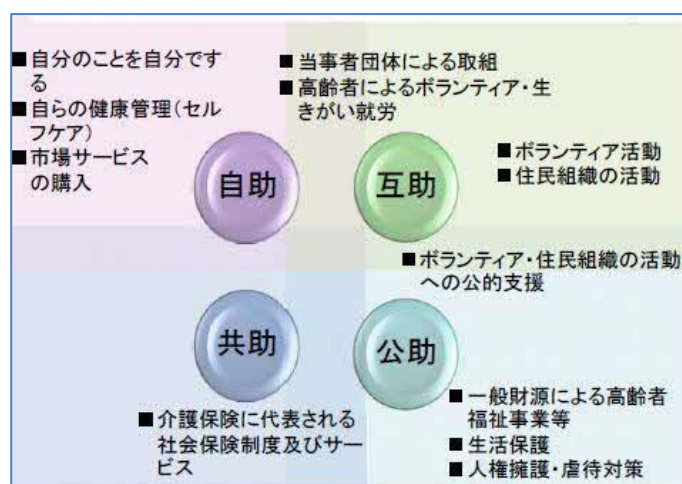 ■自分のことを自分です
る
■自らの健康管理(セル
フケア)
■市場サービス
の購入
■当事者団体による取組
■高齢者によるボランティア・生
きがい就労
自助
互助
■ボランティア活動
■住民組織の活動
■ボランティア・住民組織の活動
への公的支援
共助
公助
■介護保険に代表される
社会保険制度及びサー
ビス
■一般財源による高齢者
福祉事業等
■生活保護
■人権擁護・虐待対策